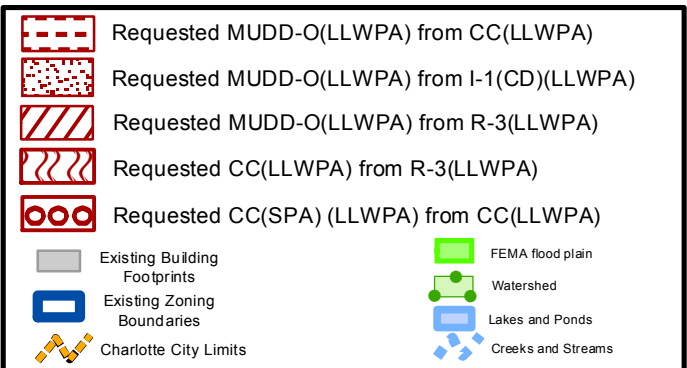 Requested MUDD-O(LLWPA) from CC(LLWPA)
Requested MUDD-O(LLWPA) from I-1(CD)(LLWPA)
Requested MUDD-O(LLWPA) from R-3(LLWPA)
Requested CC(LLWPA) from R-3(LLWPA)
Requested CC(SPA) (LLWPA) from CC(LLWPA)
Existing Building
Footprints
Existing Zoning
Boundaries
Charlotte City Limits
FEMA flood plain
Watershed
Lakes and Ponds
Creeks and Streams